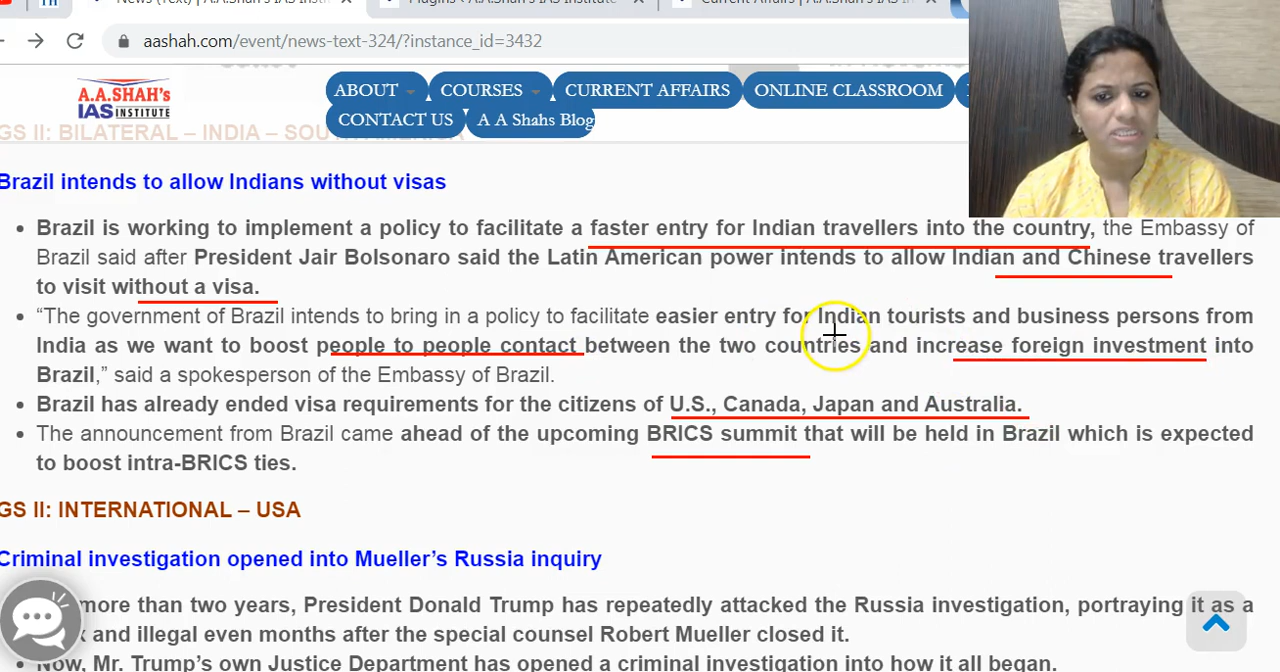 News (Text) | A.A.Shah's IAS Institute
Plugins < A.A.Shah's IAS Institute
Current Affairs | A.A.Shah's IAS In
aashah.com/event/news-text-324/?instance_id=3432
A.A.SHAH'S
IAS INSTITUTE
ABOUT COURSES CURRENT AFFAIRS ONLINE CLASSROOM
CONTACT US A A Shahs Blog
GS II: BILATERAL – INDIA – SOUTH AMERICA
Brazil intends to allow Indians without visas
• Brazil is working to implement a policy to facilitate a faster entry for Indian travellers into the country, the Embassy of
Brazil said after President Jair Bolsonaro said the Latin American power intends to allow Indian and Chinese travellers
to visit without a visa.
• “The government of Brazil intends to bring in a policy to facilitate easier entry for Indian tourists and business persons from
India as we want to boost people to people contact between the two countries and increase foreign investment into
Brazil,” said a spokesperson of the Embassy of Brazil.
• Brazil has already ended visa requirements for the citizens of U.S., Canada, Japan and Australia.
• The announcement from Brazil came ahead of the upcoming BRICS summit that will be held in Brazil which is expected
to boost intra-BRICS ties.
GS II: INTERNATIONAL – USA
Criminal investigation opened into Mueller’s Russia inquiry
more than two years, President Donald Trump has repeatedly attacked the Russia investigation, portraying it as a
and illegal even months after the special counsel Robert Mueller closed it.
Now, Mr. Trump’s own Justice Department has opened a criminal investigation into how it all began.